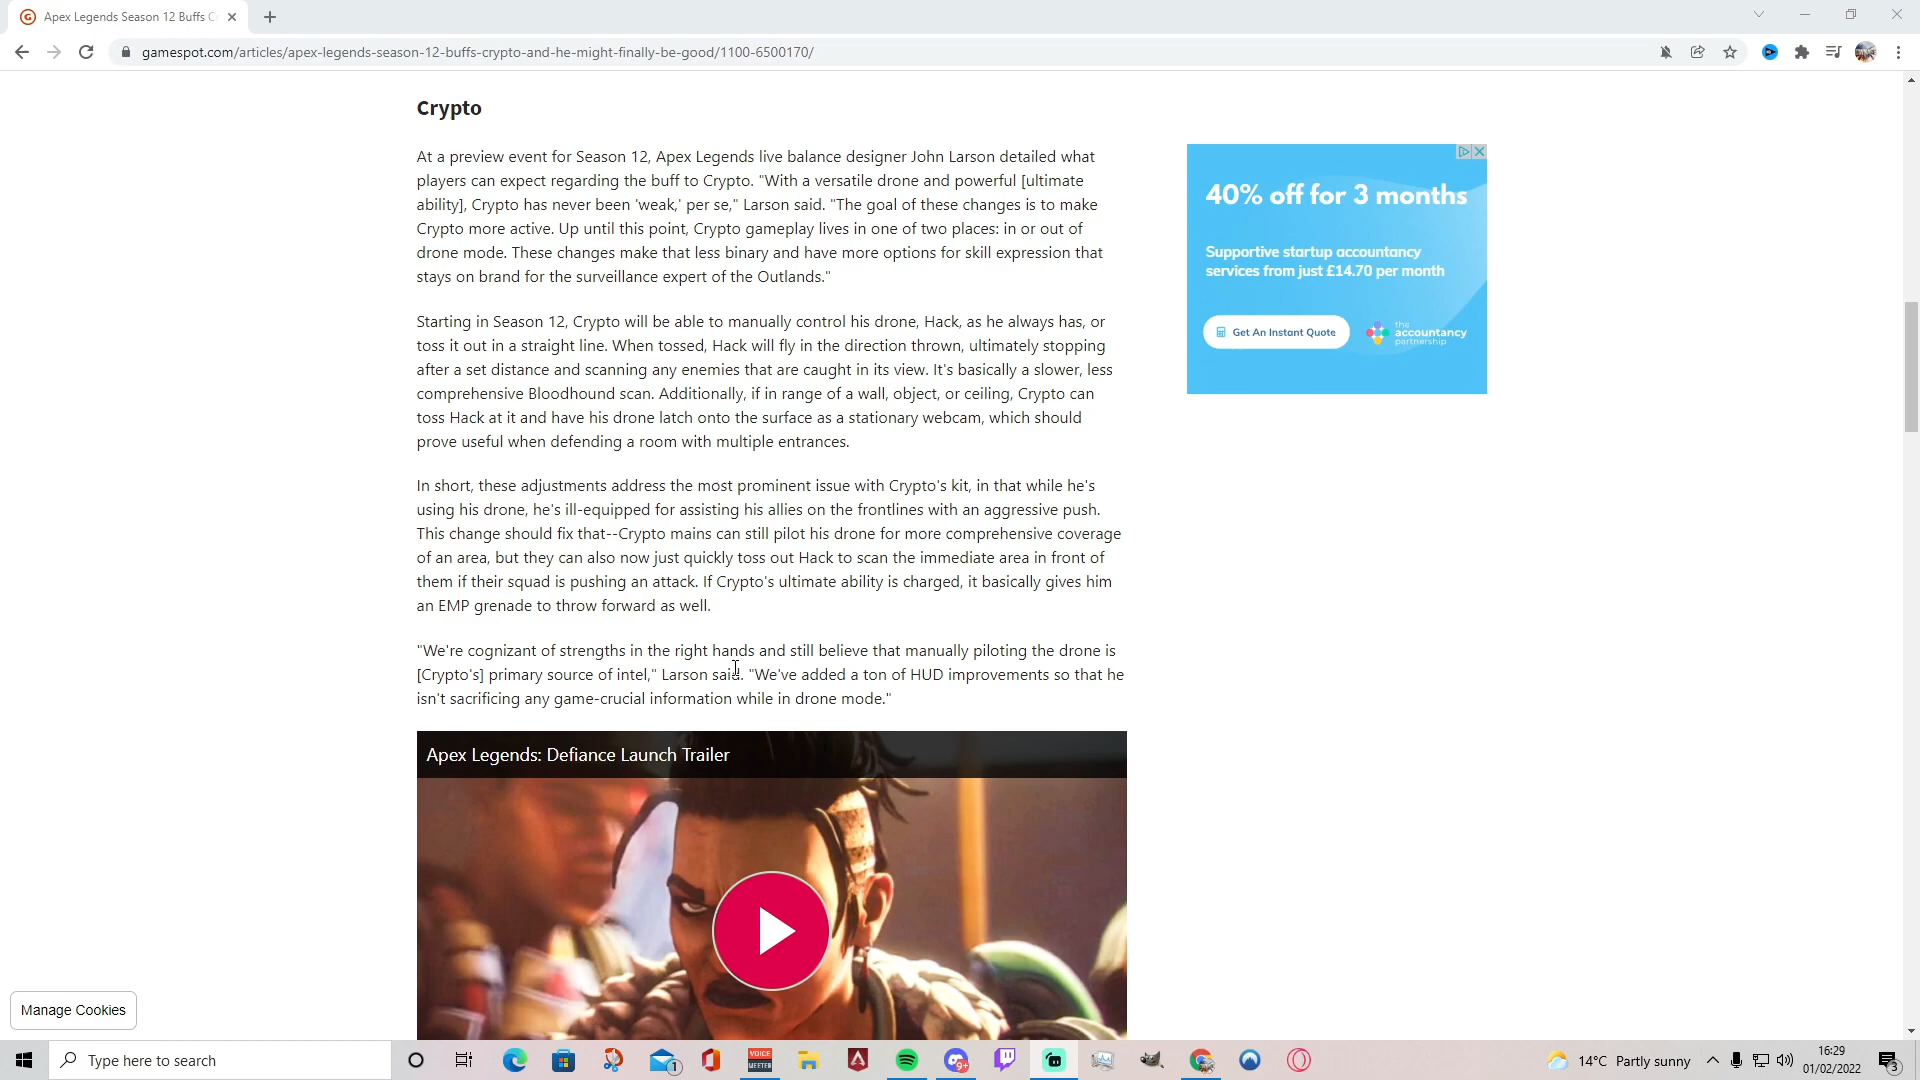 Apex Legends Season 12 Buffs C
gamespot.com/articles/apex-legends-season-12-buffs-crypto-and-he-might-finally-be-good/1100-6500170/
Crypto
At a preview event for Season 12, Apex Legends live balance designer John Larson detailed what
players can expect regarding the buff to Crypto. "With a versatile drone and powerful [ultimate
ability], Crypto has never been 'weak,' per se," Larson said. "The goal of these changes is to make
Crypto more active. Up until this point, Crypto gameplay lives in one of two places: in or out of
drone mode. These changes make that less binary and have more options for skill expression that
stays on brand for the surveillance expert of the Outlands."
Starting in Season 12, Crypto will be able to manually control his drone, Hack, as he always has, or
toss it out in a straight line. When tossed, Hack will fly in the direction thrown, ultimately stopping
after a set distance and scanning any enemies that are caught in its view. It's basically a slower, less
comprehensive Bloodhound scan. Additionally, if in range of a wall, object, or ceiling, Crypto can
toss Hack at it and have his drone latch onto the surface as a stationary webcam, which should
prove useful when defending a room with multiple entrances.
In short, these adjustments address the most prominent issue with Crypto's kit, in that while he's
using his drone, he's ill-equipped for assisting his allies on the frontlines with an aggressive push.
This change should fix that--Crypto mains can still pilot his drone for more comprehensive coverage
of an area, but they can also now just quickly toss out Hack to scan the immediate area in front of
them if their squad is pushing an attack. If Crypto's ultimate ability is charged, it basically gives him
an EMP grenade to throw forward as well.
"We're cognizant of strengths in the right hands and still believe that manually piloting the drone is
[Crypto's] primary source of intel," Larson said. "We've added a ton of HUD improvements so that he
isn't sacrificing any game-crucial information while in drone mode."
Apex Legends: Defiance Launch Trailer
40% off for 3 months
Supportive startup accountancy
services from just £14.70 per month
Get An Instant Quote
the
accountancy
partnership
Manage Cookies
Type here to search
1
VOICE
MEETER
9+
14°C Partly sunny
16:29
01/02/2022
3